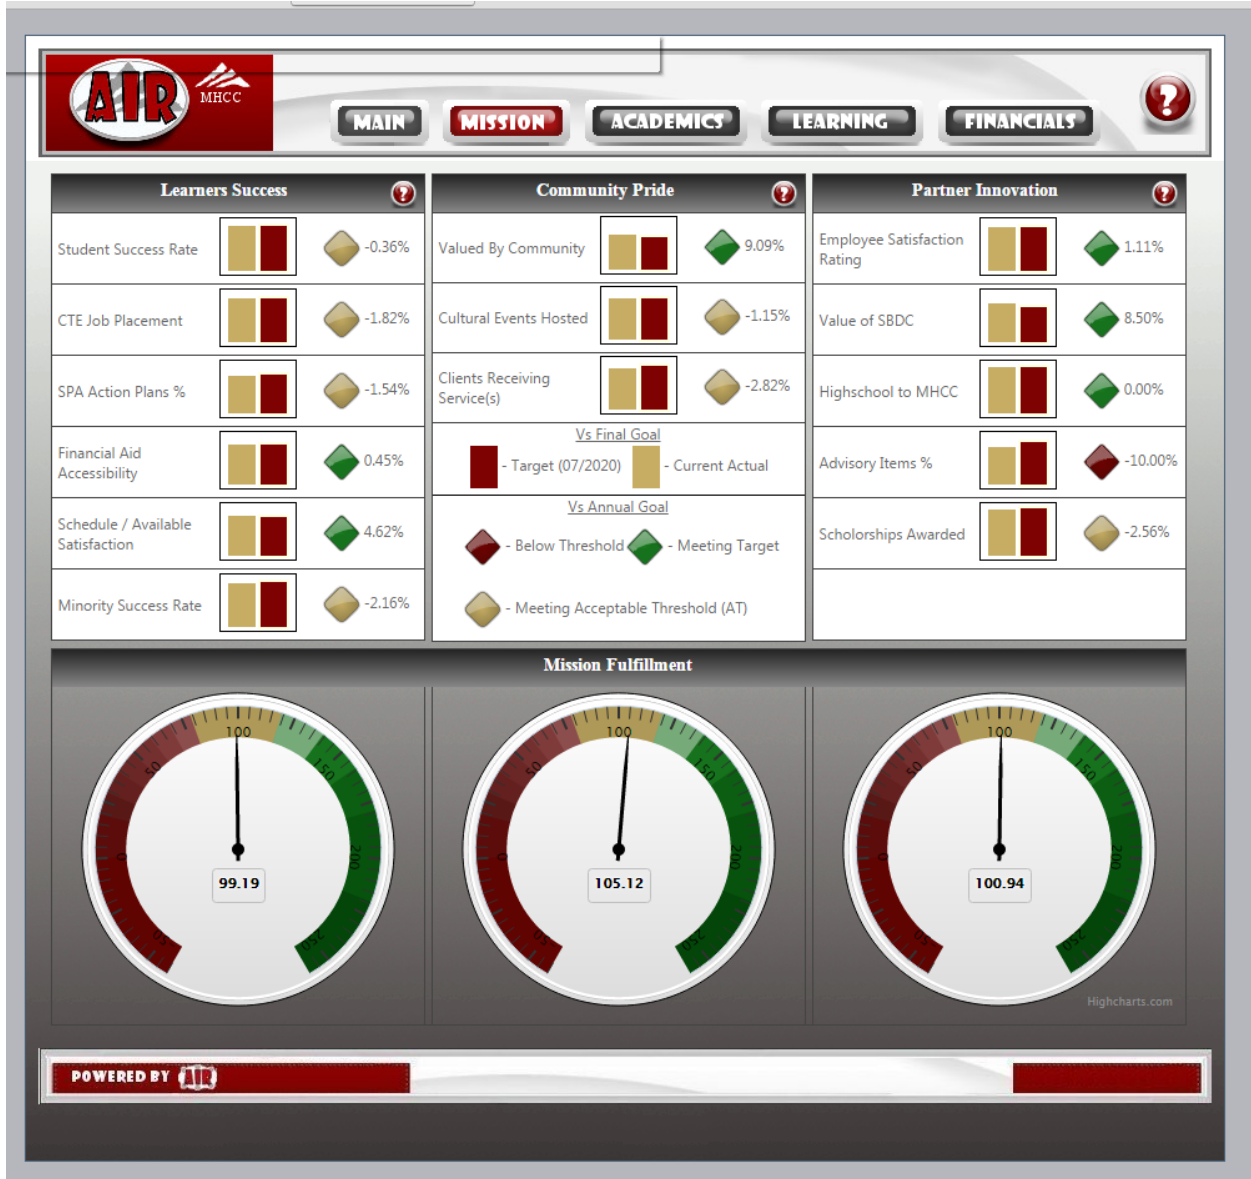 AIR MHCC
MAIN MISSION ACADEMICS LEARNING FINANCIALS ?
Learners Success ?
Student Success Rate -0.36%
CTE Job Placement -1.82%
SPA Action Plans % -1.54%
Financial Aid
Accessibility 0.45%
Schedule / Available
Satisfaction 4.62%
Minority Success Rate -2.16%
Community Pride ?
Valued By Community 9.09%
Cultural Events Hosted -1.15%
Clients Receiving
Service(s) -2.82%
Vs Final Goal
- Target (07/2020) - Current Actual
Vs Annual Goal
- Below Threshold - Meeting Target
- Meeting Acceptable Threshold (AT)
Partner Innovation ?
Employee Satisfaction
Rating 1.11%
Value of SBDC 8.50%
Highschool to MHCC 0.00%
Advisory Items % -10.00%
Scholorships Awarded -2.56%
Mission Fulfillment
50 0 50 100 150 200 250
99.19
50 0 50 100 150 200 250
105.12
50 0 50 100 150 200 250
100.94
Highcharts.com
POWERED BY AIR